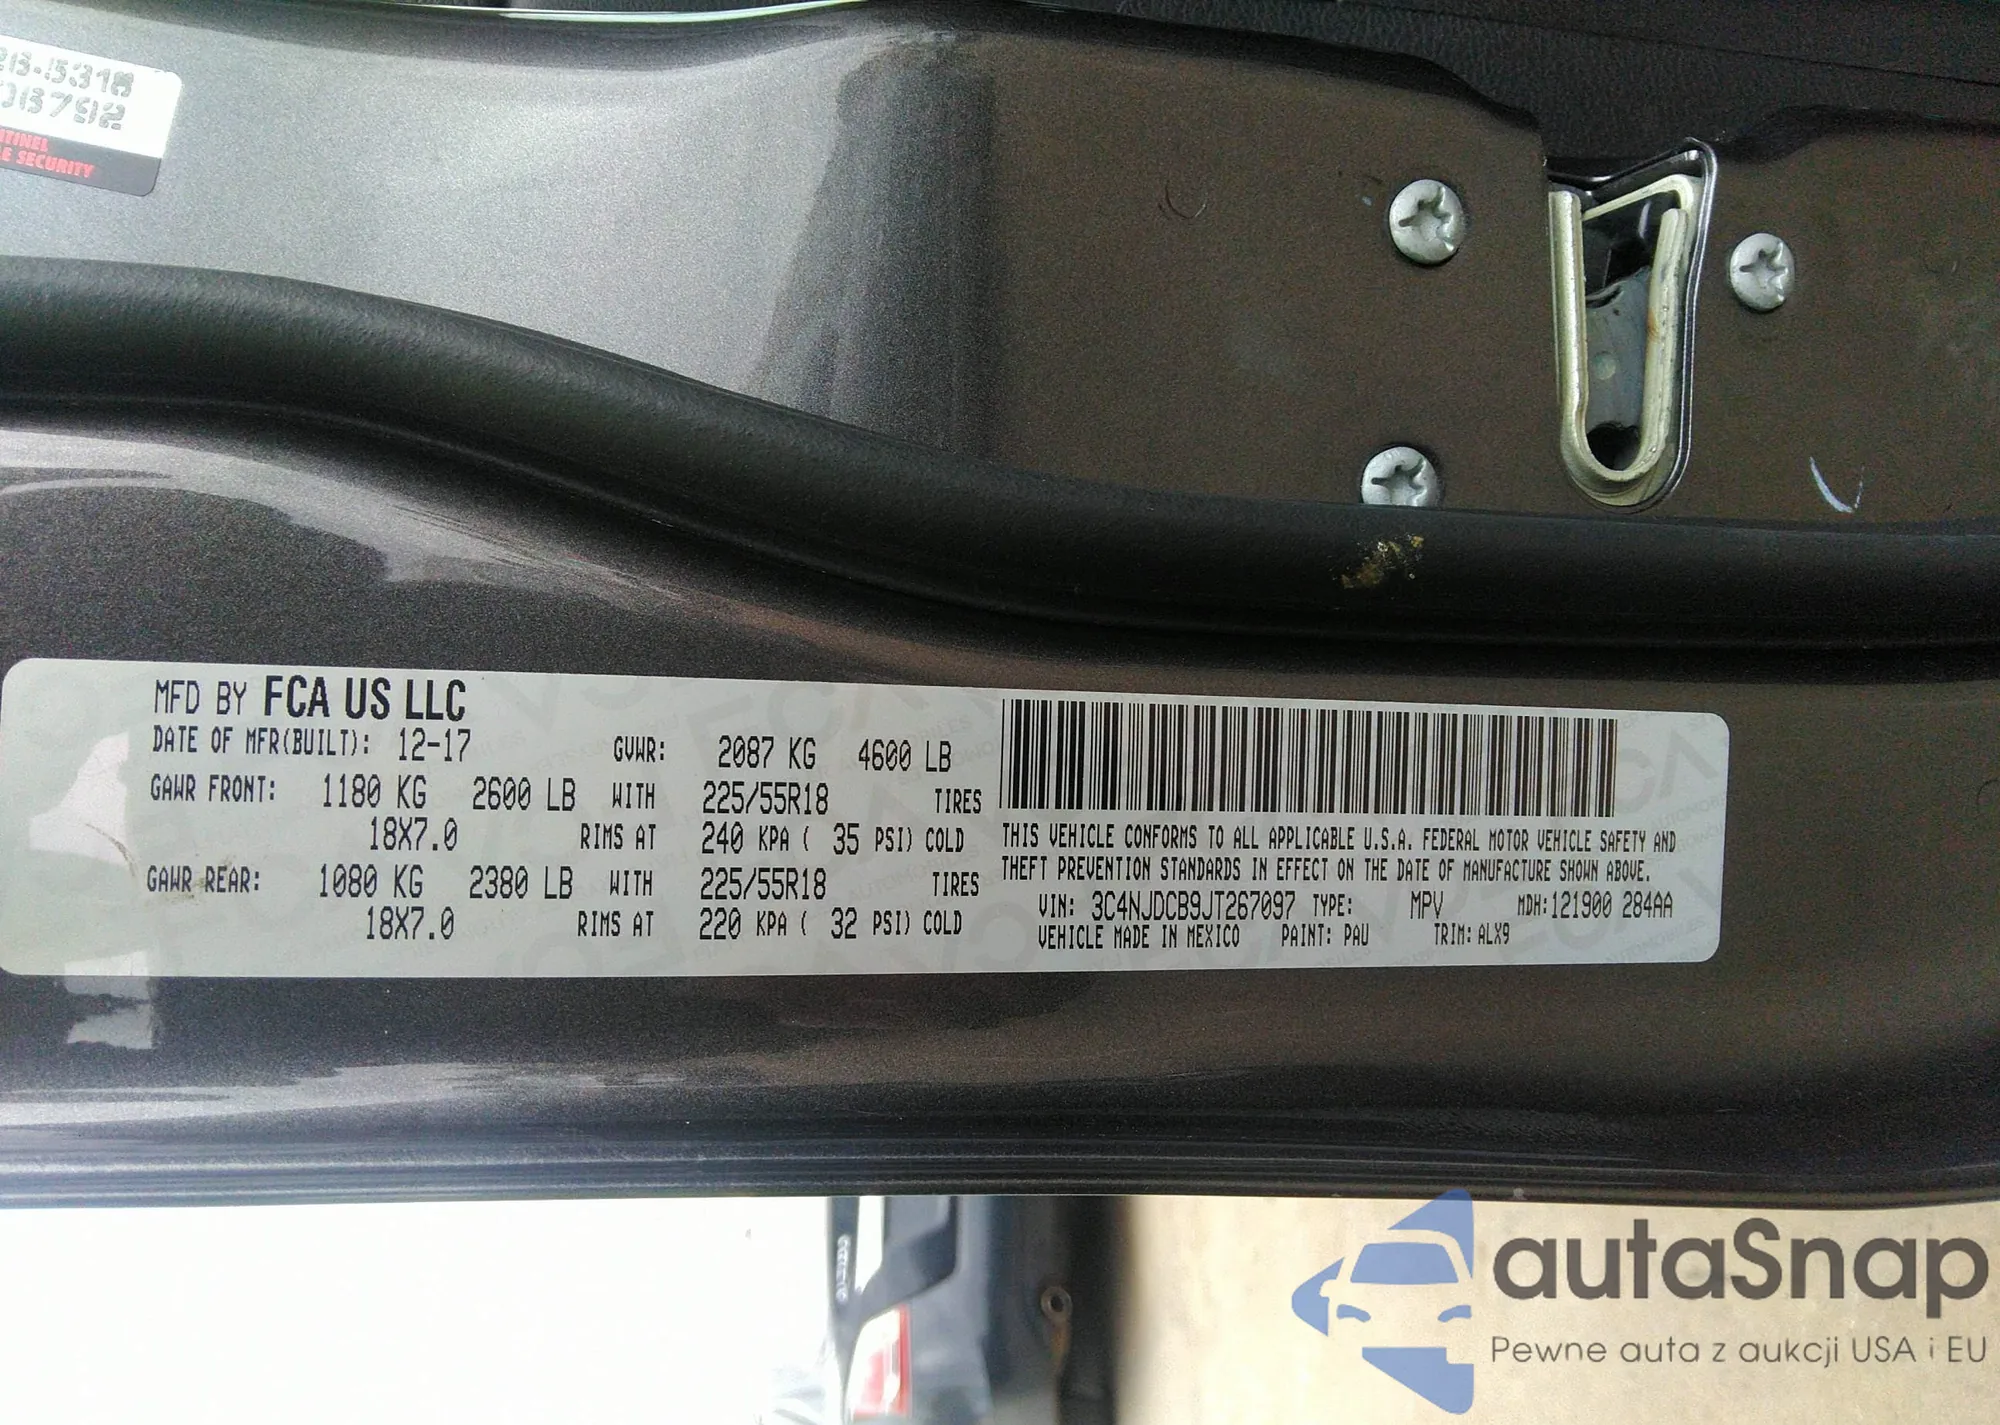 5318
06792
SECURITY
MFD BY FCA US LLC
DATE OF MFR(BUILT): 12-17 GVWR: 2087 KG 4600 LB
GAWR FRONT: 1180 KG 2600 LB WITH 225/55R18 TIRES
18X7.0 RIMS AT 240 KPA ( 35 PSI) COLD
GAWR REAR: 1080 KG 2380 LB WITH 225/55R18 TIRES
18X7.0 RIMS AT 220 KPA ( 32 PSI) COLD
THIS VEHICLE CONFORMS TO ALL APPLICABLE U.S.A. FEDERAL MOTOR VEHICLE SAFETY AND
THEFT PREVENTION STANDARDS IN EFFECT ON THE DATE OF MANUFACTURE SHOWN ABOVE.
VIN: 3C4NJDCB9JT267097 TYPE: MPV MDH:121900 284AA
VEHICLE MADE IN MEXICO PAINT: PAU TRIM: ALX9
autaSnap
Pewne auta z aukcji USA i EU